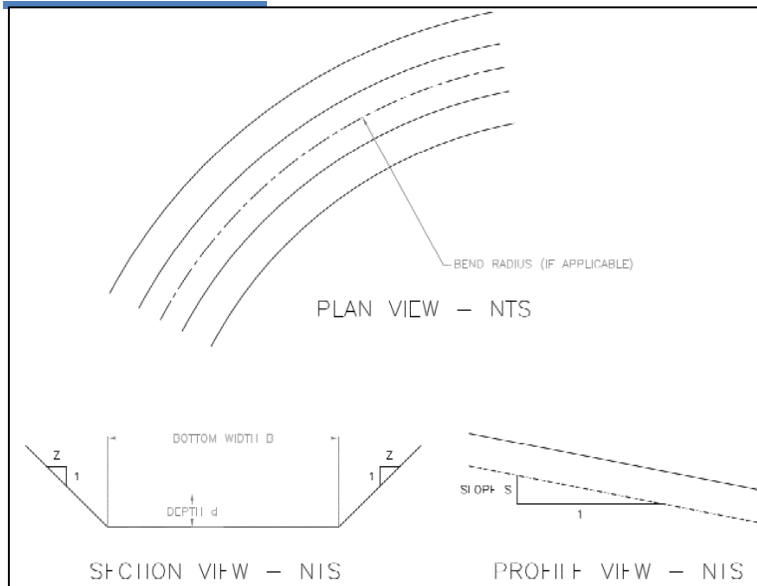 BEND RADIUS (IF APPLICABLE)
PLAN VIEW – NTS
Z
1
BOTTOM WIDTH B
Z
1
DEPTH d
SLOPE S
1
SECTION VIEW – NTS
PROFILE VIEW – NTS